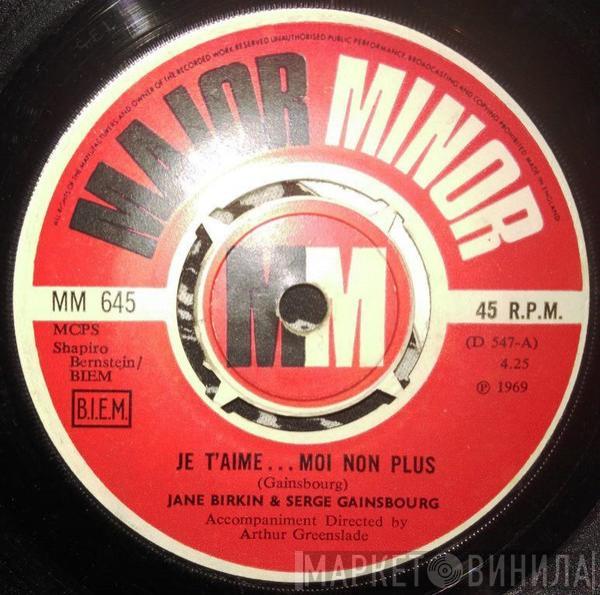 ALL RIGHTS OF THE MANUFACTURERS AND OWNER OF THE RECORDED WORK RESERVED UNAUTHORISED PUBLIC PERFORMANCE, BROADCASTING AND COPYING PROHIBITED MADE IN ENGLAND
MAJOR MINOR
MM
MM 645
45 R.P.M.
MCPS
Shapiro
Bernstein/
BIEM
B.I.E.M.
(D 547-A)
4.25
℗ 1969
JE T'AIME... MOI NON PLUS
(Gainsbourg)
JANE BIRKIN & SERGE GAINSBOURG
Accompaniment Directed by
Arthur Greenslade
МАРКЕТ ВИНИЛА